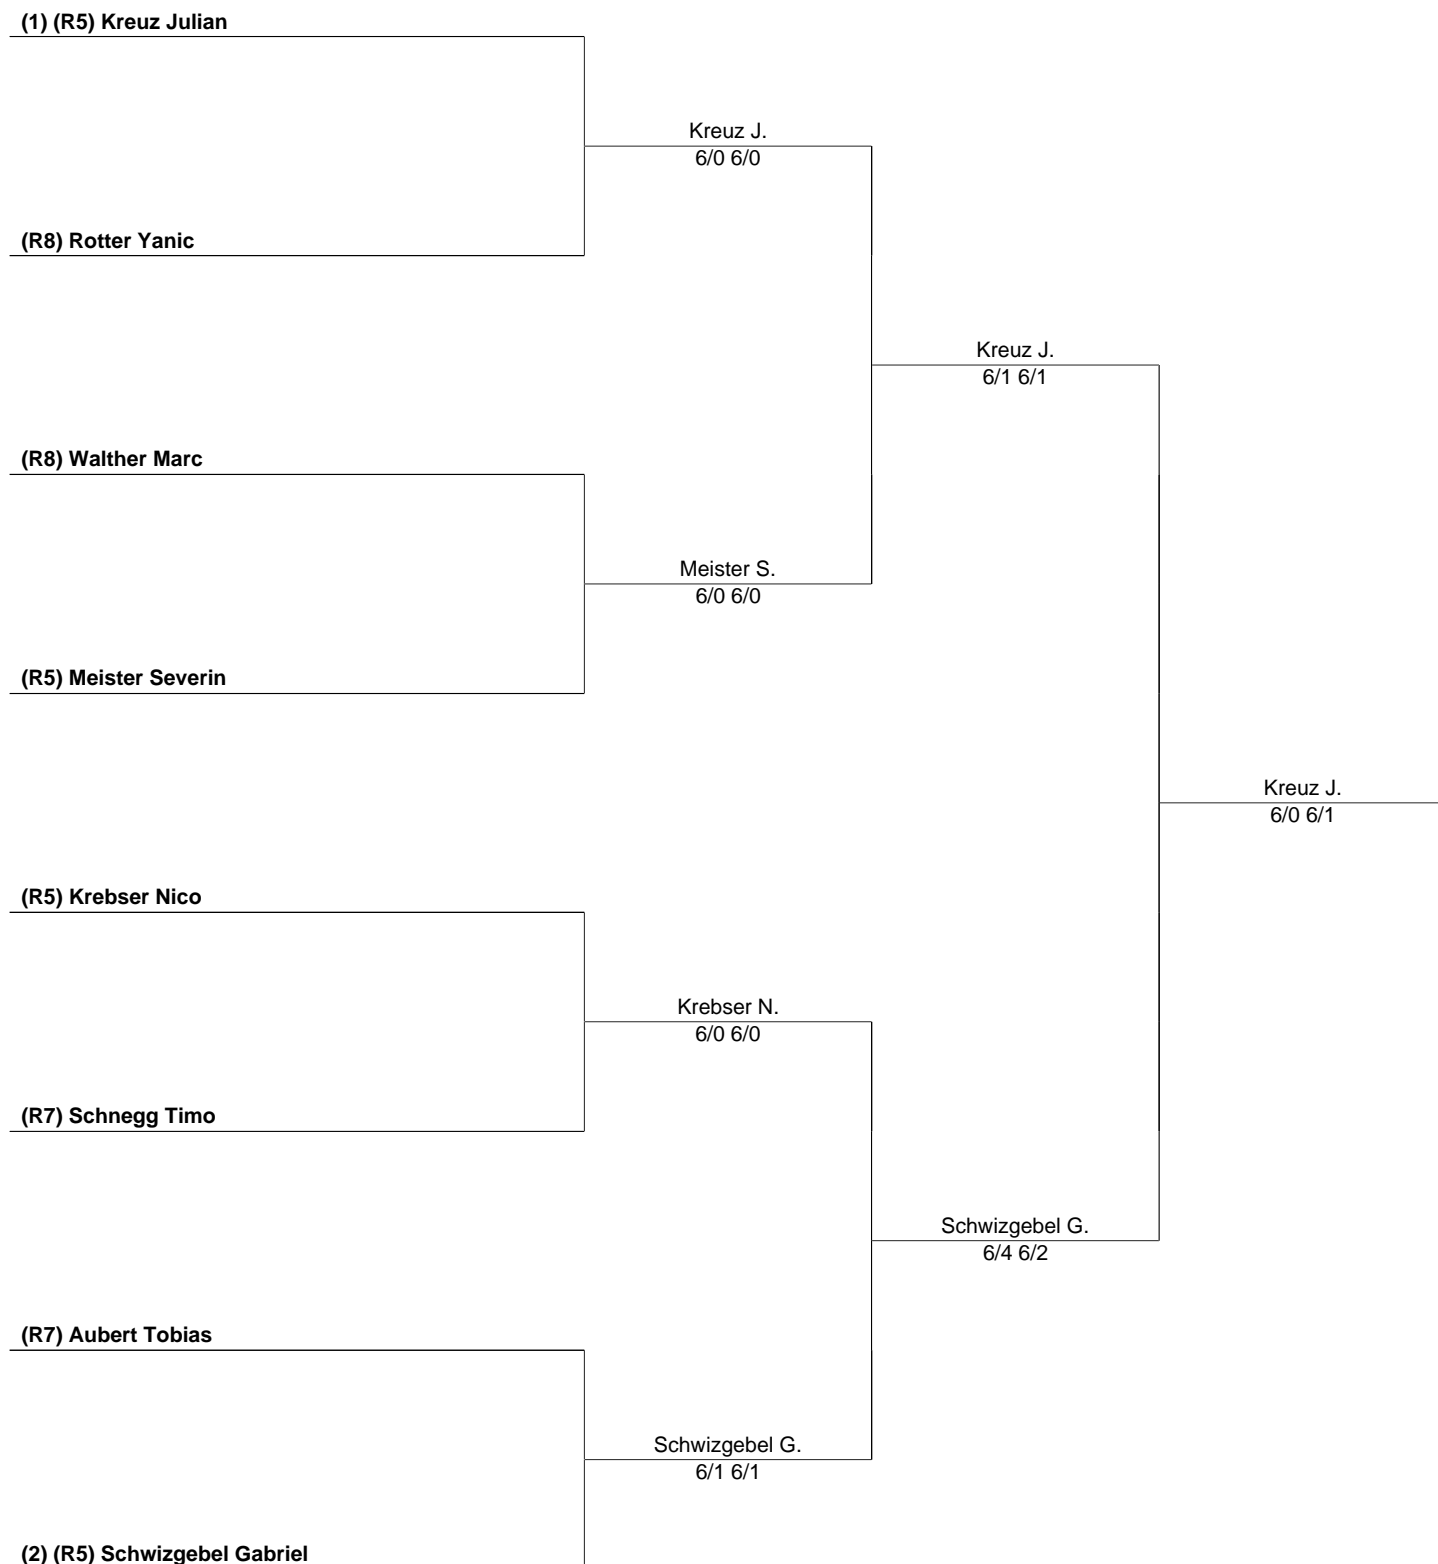 (1) (R5) Kreuz Julian
Kreuz J.
6/0 6/0
(R8) Rotter Yanic
Kreuz J.
6/1 6/1
(R8) Walther Marc
Meister S.
6/0 6/0
(R5) Meister Severin
Kreuz J.
6/0 6/1
(R5) Krebser Nico
Krebser N.
6/0 6/0
(R7) Schnegg Timo
Schwizgebel G.
6/4 6/2
(R7) Aubert Tobias
Schwizgebel G.
6/1 6/1
(2) (R5) Schwizgebel Gabriel